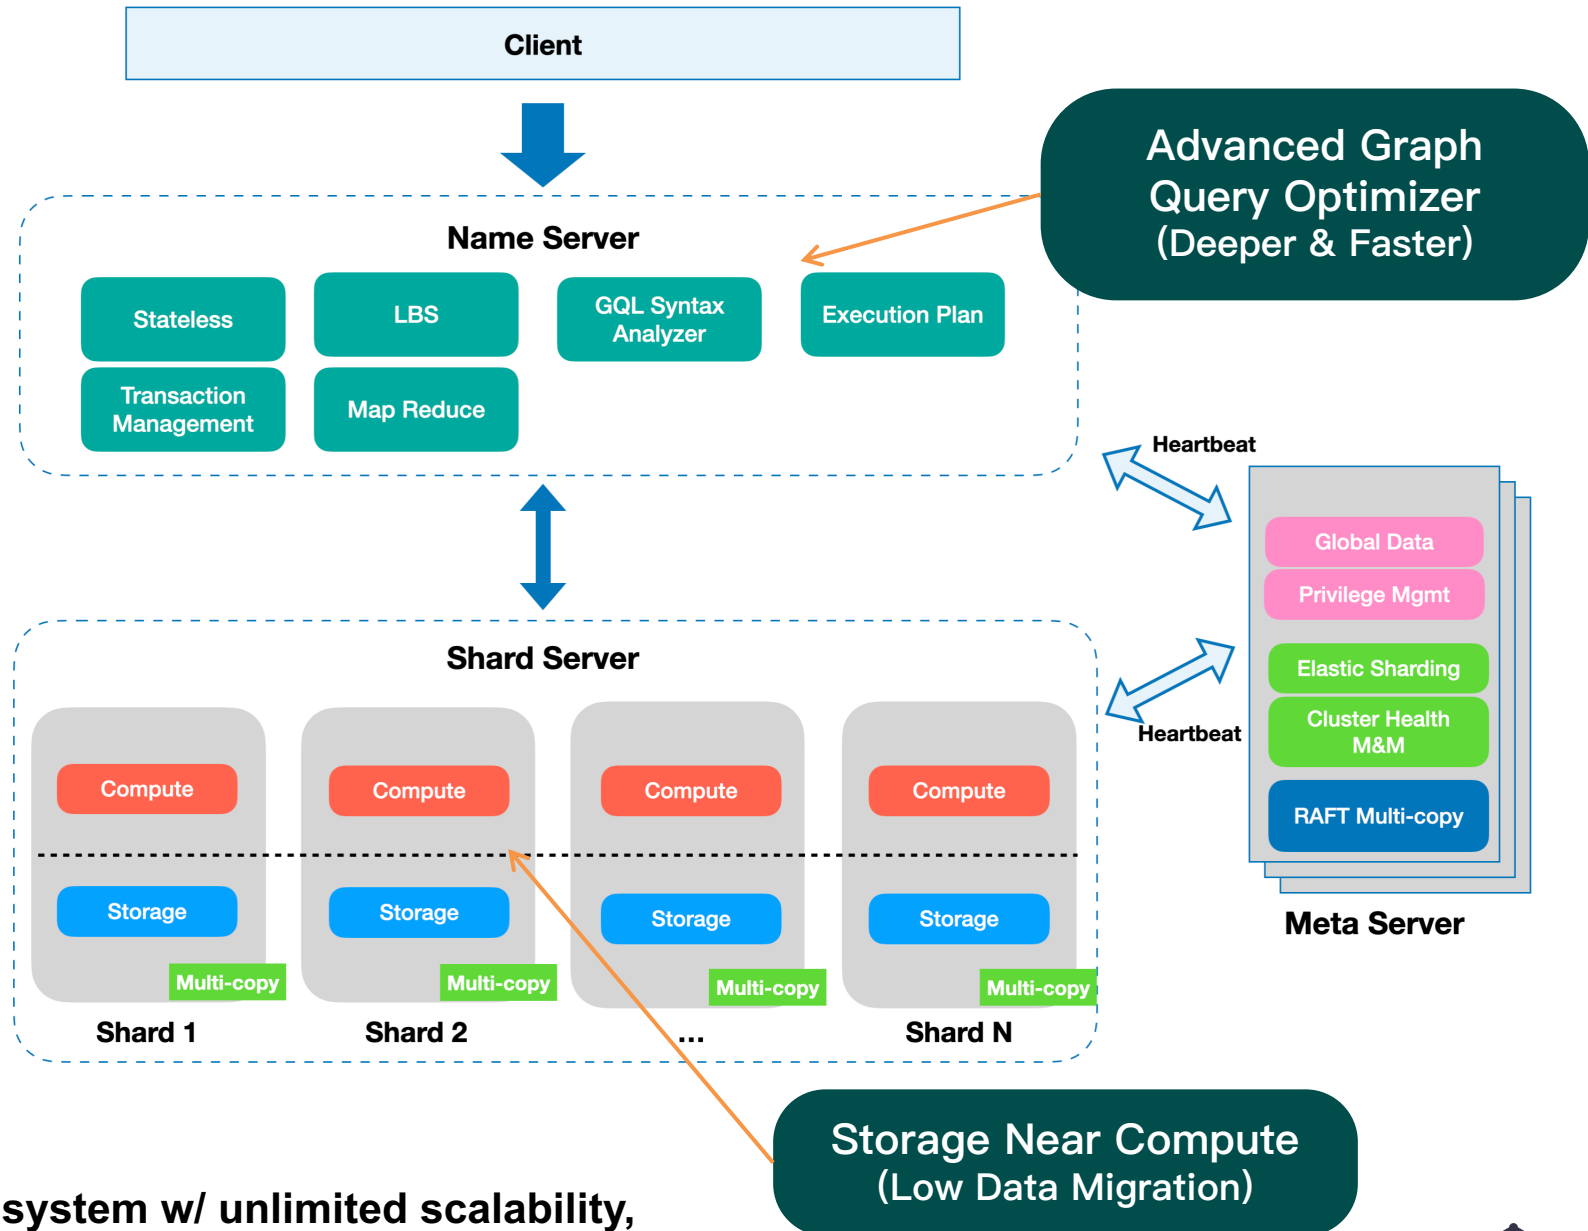 Client
Advanced Graph
Query Optimizer
(Deeper & Faster)
Name Server
Stateless
LBS
GQL Syntax
Analyzer
Execution Plan
Transaction
Management
Map Reduce
Heartbeat
Global Data
Privilege Mgmt
Elastic Sharding
Cluster Health
M&M
RAFT Multi-copy
Meta Server
Heartbeat
Shard Server
Compute
Compute
Compute
Compute
Storage
Storage
Storage
Storage
Multi-copy
Multi-copy
Multi-copy
Multi-copy
Shard 1
Shard 2
...
Shard N
Storage Near Compute
(Low Data Migration)
system w/ unlimited scalability,